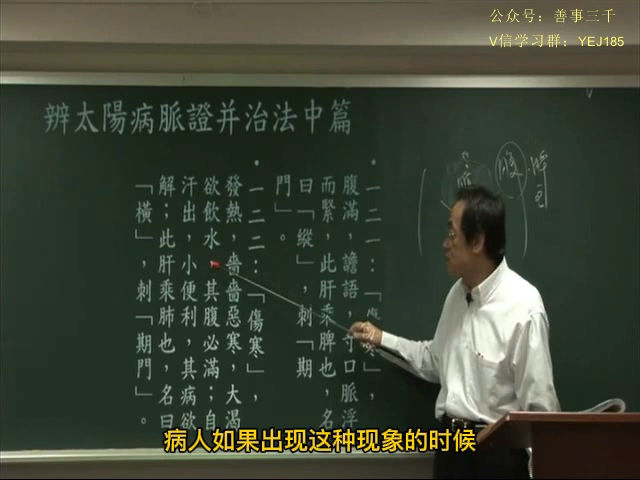 公众号：善事三千
V信学习群：YEJ185
辨太陽病脈證并治法中篇
•一二一：「傷寒」，
腹滿，譫語，寸口脈浮
而緊，此肝乘脾也，名
曰「縱」，刺「期
門」。
•一二二：「傷寒」，
發熱，嗇嗇惡寒，大渴
欲飲水，其腹必滿；自
汗出，小便利，其病欲
解；此肝乘肺也，名曰
「橫」，刺「期門」。
病人如果出现这种现象的时候